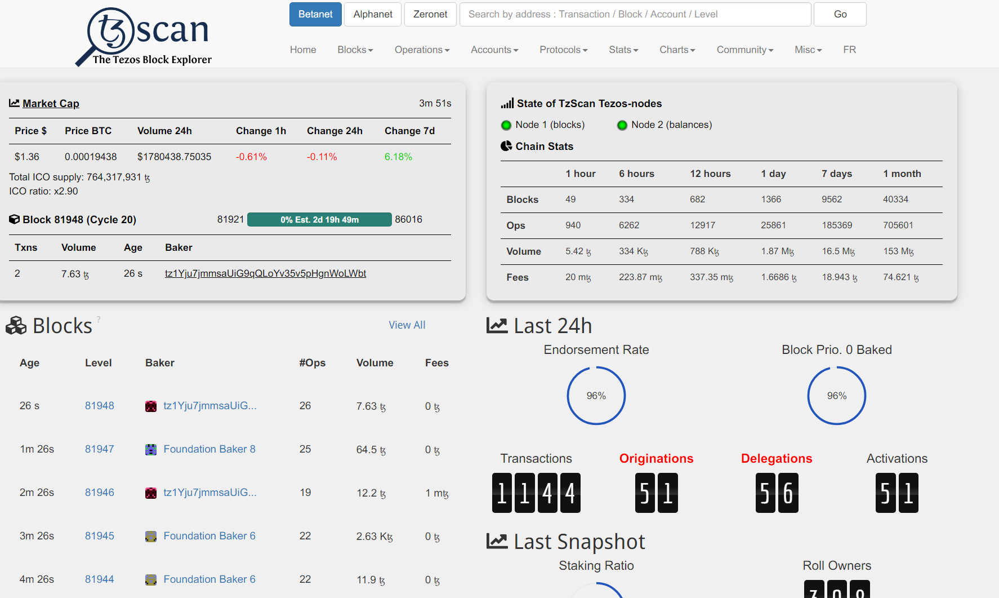 tzscan
The Tezos Block Explorer
Betanet Alphanet Zeronet Search by address : Transaction / Block / Account / Level Go
Home Blocks Operations Accounts Protocols Stats Charts Community Misc FR
Market Cap 3m 51s
Price $ Price BTC Volume 24h Change 1h Change 24h Change 7d
$1.36 0.00019438 $1780438.75035 -0.61% -0.11% 6.18%
Total ICO supply: 764,317,931 ꜩ
ICO ratio: x2.90
Block 81948 (Cycle 20) 81921 0% Est. 2d 19h 49m 86016
Txns Volume Age Baker
2 7.63 ꜩ 26 s tz1Yju7jmmsaUiG9qQLoYv35v5pHgnWoLWbt
State of TzScan Tezos-nodes
Node 1 (blocks) Node 2 (balances)
Chain Stats
1 hour 6 hours 12 hours 1 day 7 days 1 month
Blocks 49 334 682 1366 9562 40334
Ops 940 6262 12917 25861 185369 705601
Volume 5.42 ꜩ 334 Kꜩ 788 Kꜩ 1.87 Mꜩ 16.5 Mꜩ 153 Mꜩ
Fees 20 mꜩ 223.87 mꜩ 337.35 mꜩ 1.6686 ꜩ 18.943 ꜩ 74.621 ꜩ
Blocks ? View All
Age Level Baker #Ops Volume Fees
26 s 81948 tz1Yju7jmmsaUiG... 26 7.63 ꜩ 0 ꜩ
1m 26s 81947 Foundation Baker 8 25 64.5 ꜩ 0 ꜩ
2m 26s 81946 tz1Yju7jmmsaUiG... 19 12.2 ꜩ 1 mꜩ
3m 26s 81945 Foundation Baker 6 22 2.63 Kꜩ 0 ꜩ
4m 26s 81944 Foundation Baker 6 22 11.9 ꜩ 0 ꜩ
Last 24h
Endorsement Rate Block Prio. 0 Baked
96% 96%
Transactions Originations Delegations Activations
1144 51 56 51
Last Snapshot
Staking Ratio Roll Owners